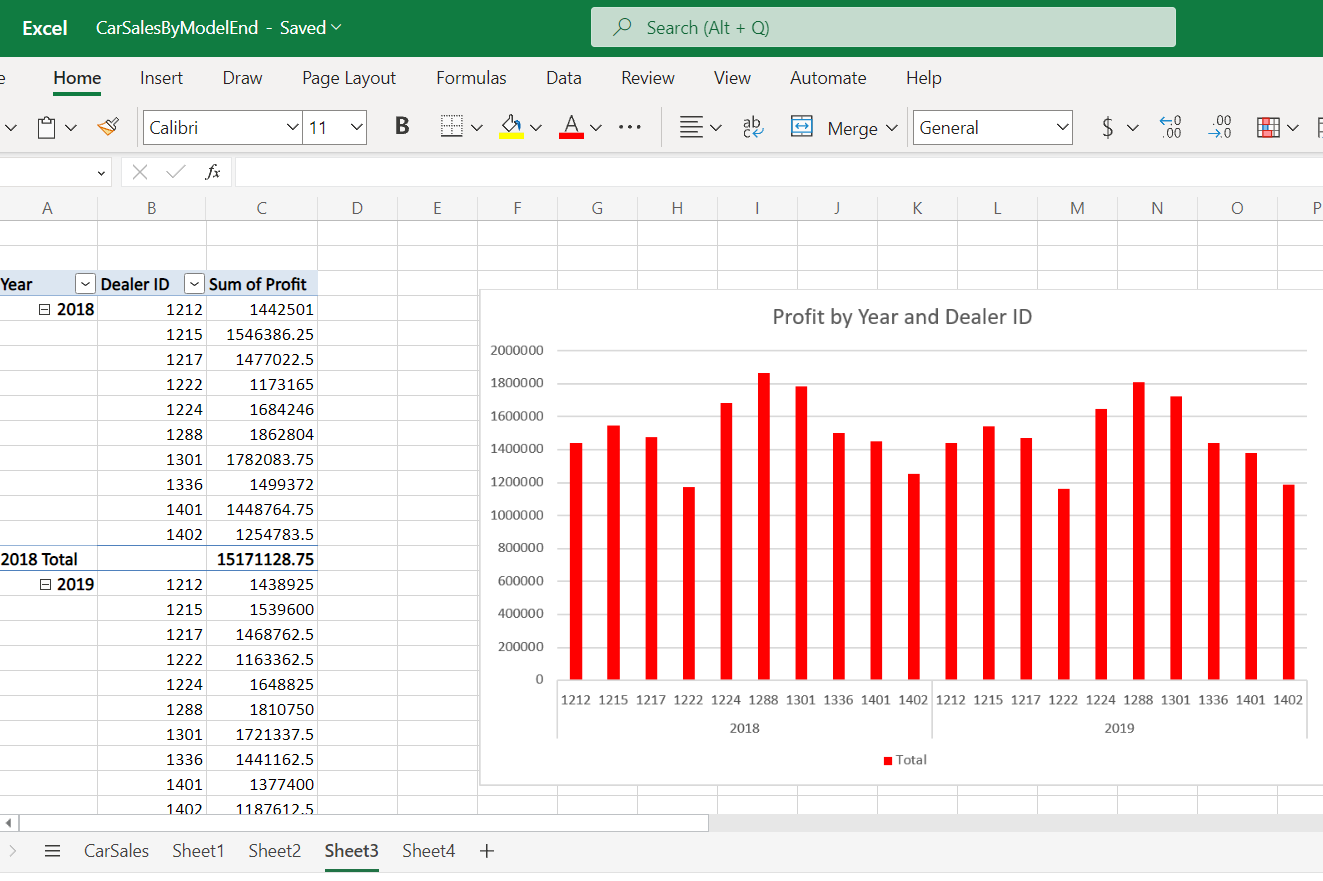 Excel CarSalesByModelEnd - Saved Search (Alt + Q)
e Home Insert Draw Page Layout Formulas Data Review View Automate Help
Calibri 11 B A ab c Merge General $ .0 .00 .00 .0
fx
A B C D E F G H I J K L M N O P
Year Dealer ID Sum of Profit
2018 1212 1442501
1215 1546386.25
1217 1477022.5
1222 1173165
1224 1684246
1288 1862804
1301 1782083.75
1336 1499372
1401 1448764.75
1402 1254783.5
2018 Total 15171128.75
2019 1212 1438925
1215 1539600
1217 1468762.5
1222 1163362.5
1224 1648825
1288 1810750
1301 1721337.5
1336 1441162.5
1401 1377400
1402 1187612.5
Profit by Year and Dealer ID
2000000
1800000
1600000
1400000
1200000
1000000
800000
600000
400000
200000
0
1212 1215 1217 1222 1224 1288 1301 1336 1401 1402 1212 1215 1217 1222 1224 1288 1301 1336 1401 1402
2018 2019
Total
CarSales Sheet1 Sheet2 Sheet3 Sheet4 +